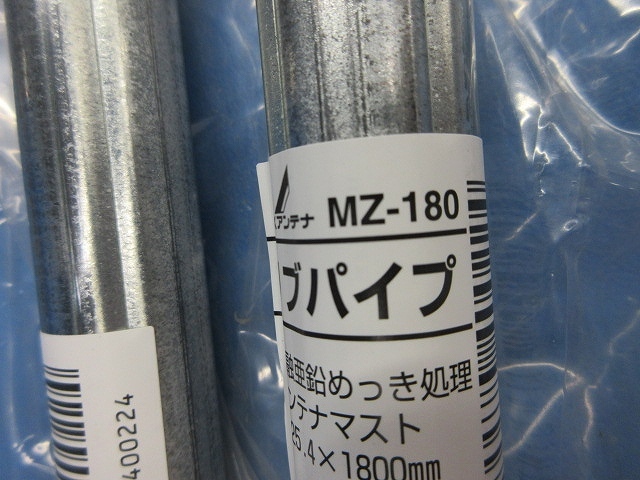 アンテナ MZ-180
ブパイプ
融亜鉛めっき処理
ンテナマスト
25.4×1800mm
400224